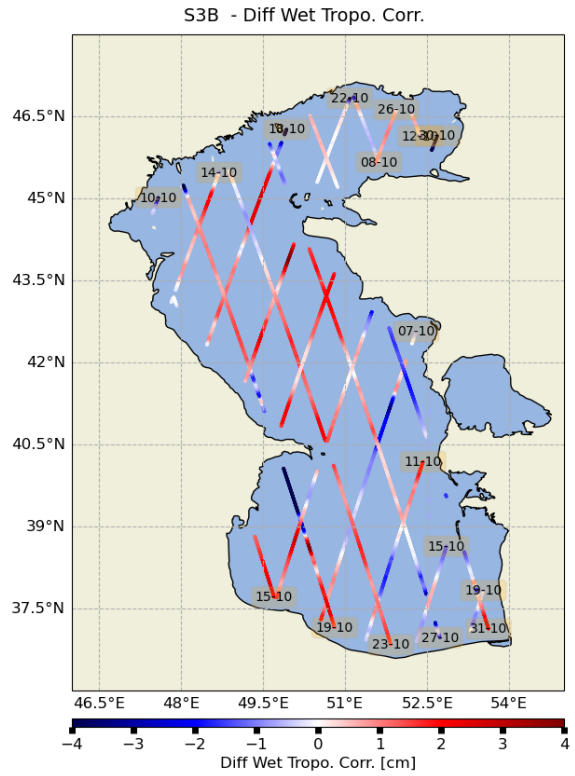 S3B - Diff Wet Tropo. Corr.
22-10
46.5°N
26-10
18-10
12-10
30-10
08-10
14-10
45°N
10-10
43.5°N
07-10
42°N
40.5°N
11-10
39°N
15-10
19-10
15-10
37.5°N
19-10
31-10
27-10
23-10
46.5°E 48°E 49.5°E 51°E 52.5°E 54°E
−4 −3 −2 −1 0 1 2 3 4
Diff Wet Tropo. Corr. [cm]